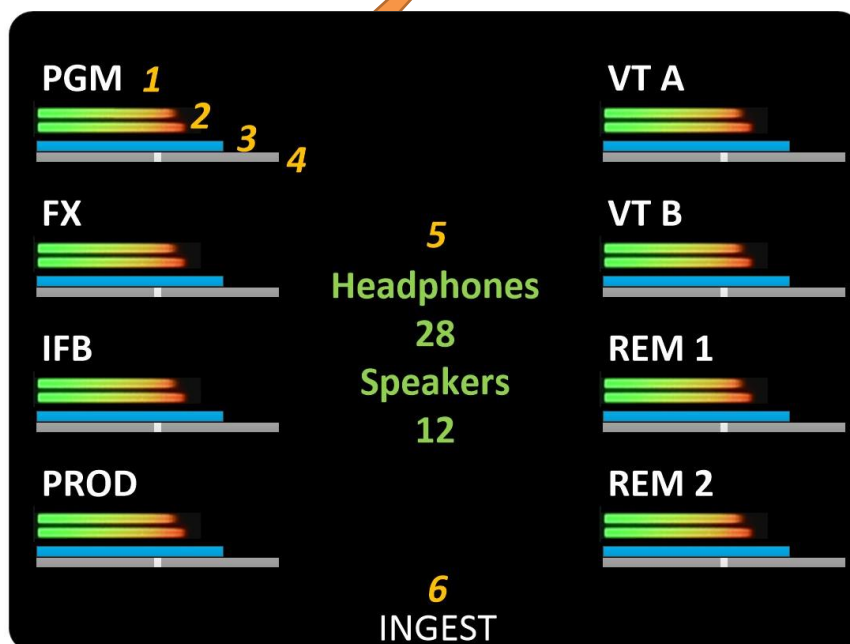 PGM 1
2
3
4
FX
IFB
PROD
5
Headphones
28
Speakers
12
VT A
VT B
REM 1
REM 2
6
INGEST